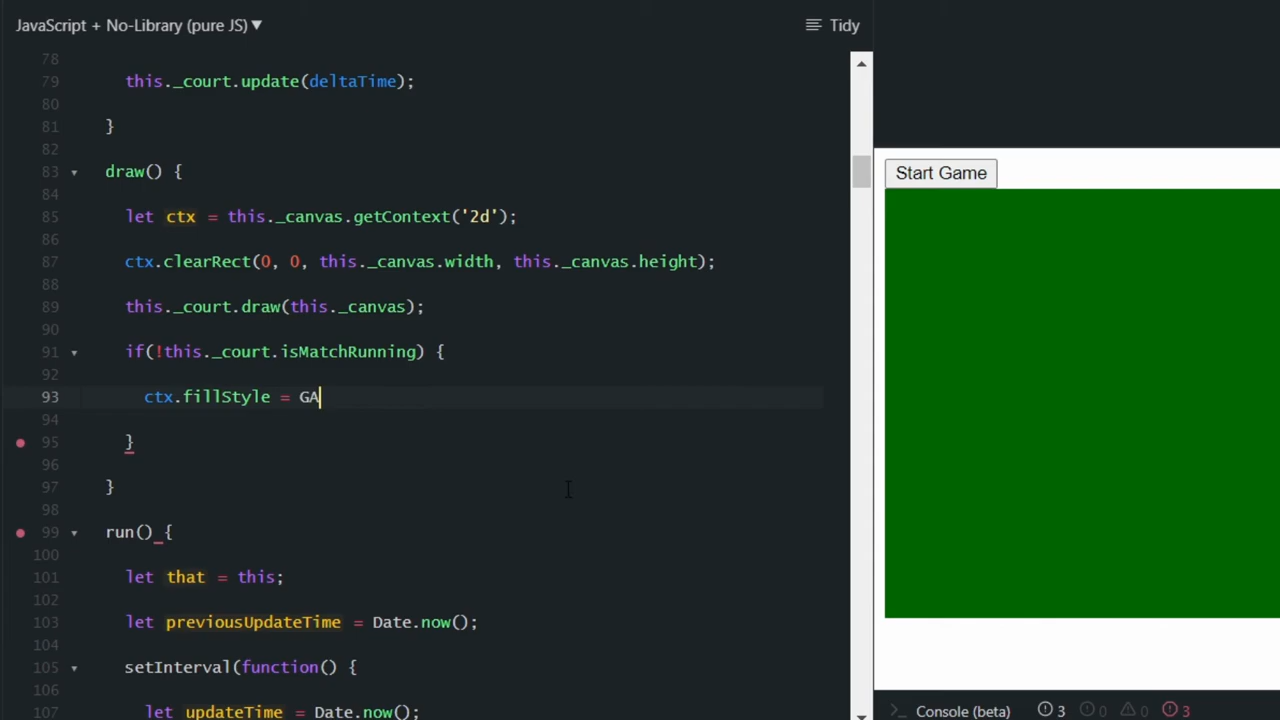 JavaScript + No-Library (pure JS) ▼
Tidy
78
79 this._court.update(deltaTime);
80
81 }
82
83 draw() {
84
85 let ctx = this._canvas.getContext('2d');
86
87 ctx.clearRect(0, 0, this._canvas.width, this._canvas.height);
88
89 this._court.draw(this._canvas);
90
91 if(!this._court.isMatchRunning) {
92
93 ctx.fillStyle = GA
94
95 }
96
97 }
98
99 run() {
100
101 let that = this;
102
103 let previousUpdateTime = Date.now();
104
105 setInterval(function() {
106
107 let updateTime = Date.now();
Start Game
>_ Console (beta) 3 0 0 3